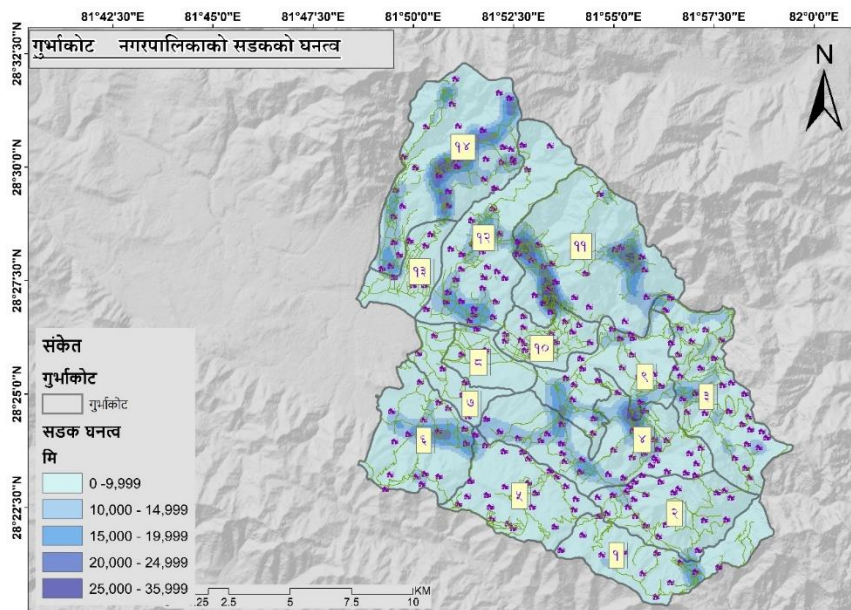 81°42'30"E 81°45'0"E 81°47'30"E 81°50'0"E 81°52'30"E 81°55'0"E 81°57'30"E 82°0'0"E
गुर्भाकोट नगरपालिकाको सडकको घनत्व
N
28°32'30"N
28°30'0"N
28°27'30"N
28°25'0"N
28°22'30"N
१४
१२
११
१३
१०
८
९
३
७
६
४
५
२
१
संकेत
गुर्भाकोट
गुर्भाकोट
सडक घनत्व
मि
0 -9,999
10,000 - 14,999
15,000 - 19,999
20,000 - 24,999
25,000 - 35,999
.25 2.5 5 7.5 10 KM